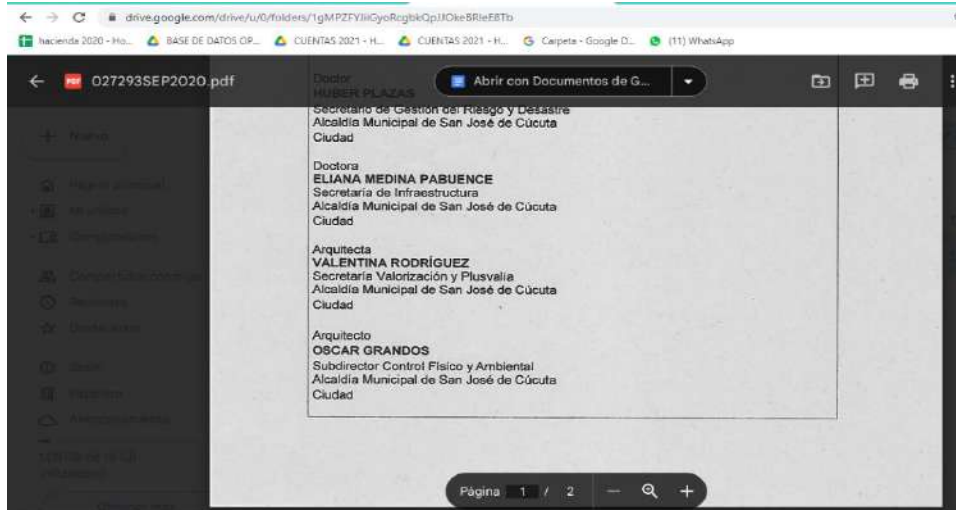 drive.google.com/drive/u/0/folders/
hacienda 2020 - Ho...
BASE DE DATOS OP...
CUENTAS 2021 - H...
CUENTAS 2021 - H...
Carpeta - Google D...
(11) WhatsApp
027293SEP2020.pdf
Abrir con Documentos de G...
Doctor
HUBER PLAZAS
Secretario de Gestión del Riesgo y Desastre
Alcaldía Municipal de San José de Cúcuta
Ciudad
Doctora
ELIANA MEDINA PABUENCE
Secretaría de Infraestructura
Alcaldía Municipal de San José de Cúcuta
Ciudad
Arquitecta
VALENTINA RODRÍGUEZ
Secretaría Valorización y Plusvalía
Alcaldía Municipal de San José de Cúcuta
Ciudad
Arquitecto
OSCAR GRANDOS
Subdirector Control Físico y Ambiental
Alcaldía Municipal de San José de Cúcuta
Ciudad
Nuevo
Página 1 / 2